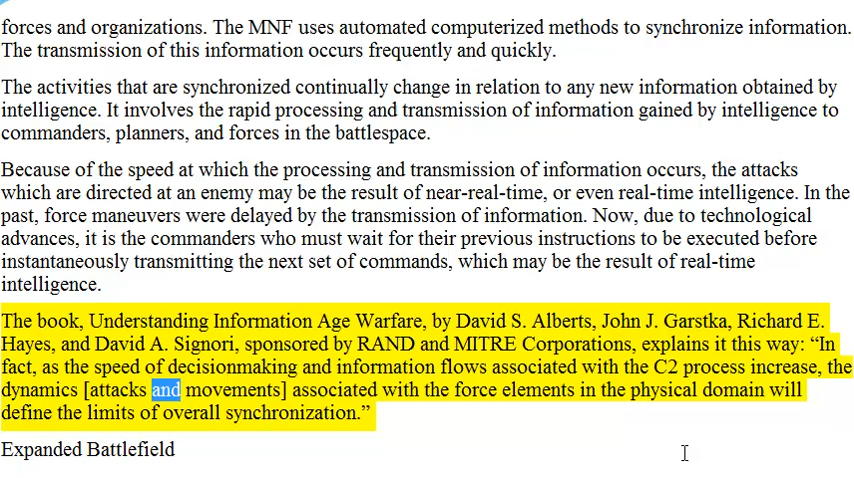 forces and organizations. The MNF uses automated computerized methods to synchronize information.
The transmission of this information occurs frequently and quickly.
The activities that are synchronized continually change in relation to any new information obtained by
intelligence. It involves the rapid processing and transmission of information gained by intelligence to
commanders, planners, and forces in the battlespace.
Because of the speed at which the processing and transmission of information occurs, the attacks
which are directed at an enemy may be the result of near-real-time, or even real-time intelligence. In the
past, force maneuvers were delayed by the transmission of information. Now, due to technological
advances, it is the commanders who must wait for their previous instructions to be executed before
instantaneously transmitting the next set of commands, which may be the result of real-time
intelligence.
The book, Understanding Information Age Warfare, by David S. Alberts, John J. Garstka, Richard E.
Hayes, and David A. Signori, sponsored by RAND and MITRE Corporations, explains it this way: “In
fact, as the speed of decisionmaking and information flows associated with the C2 process increase, the
dynamics [attacks and movements] associated with the force elements in the physical domain will
define the limits of overall synchronization.”
Expanded Battlefield